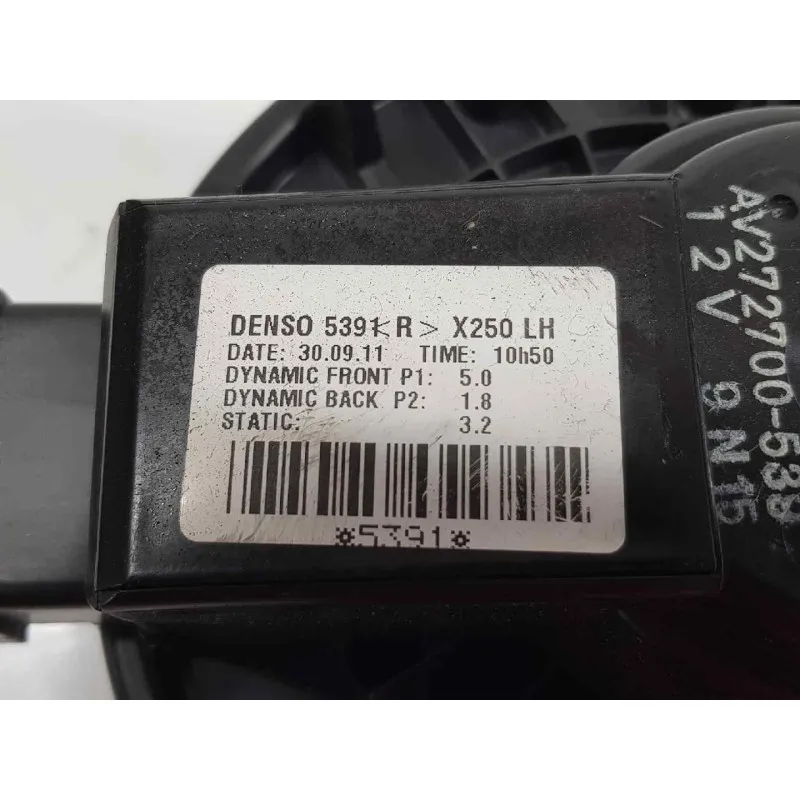 DENSO 5391<R> X250 LH
DATE: 30.09.11 TIME: 10h50
DYNAMIC FRONT P1: 5.0
DYNAMIC BACK P2: 1.8
STATIC: 3.2
*5391*
AV272700-538
12V
9N15